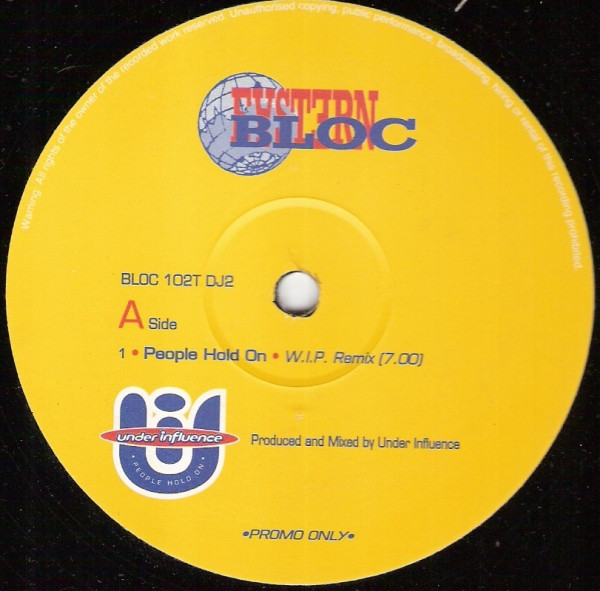 Warning: All rights of the owner of the recorded work reserved. Unauthorised copying, public performance, broadcasting, hiring or rental of the recording prohibited.
EASTERN
BLOC
BLOC 102T DJ2
A Side
1 • People Hold On • W.I.P. Remix (7.00)
under influence
• PEOPLE HOLD ON •
Produced and Mixed by Under Influence
•PROMO ONLY•